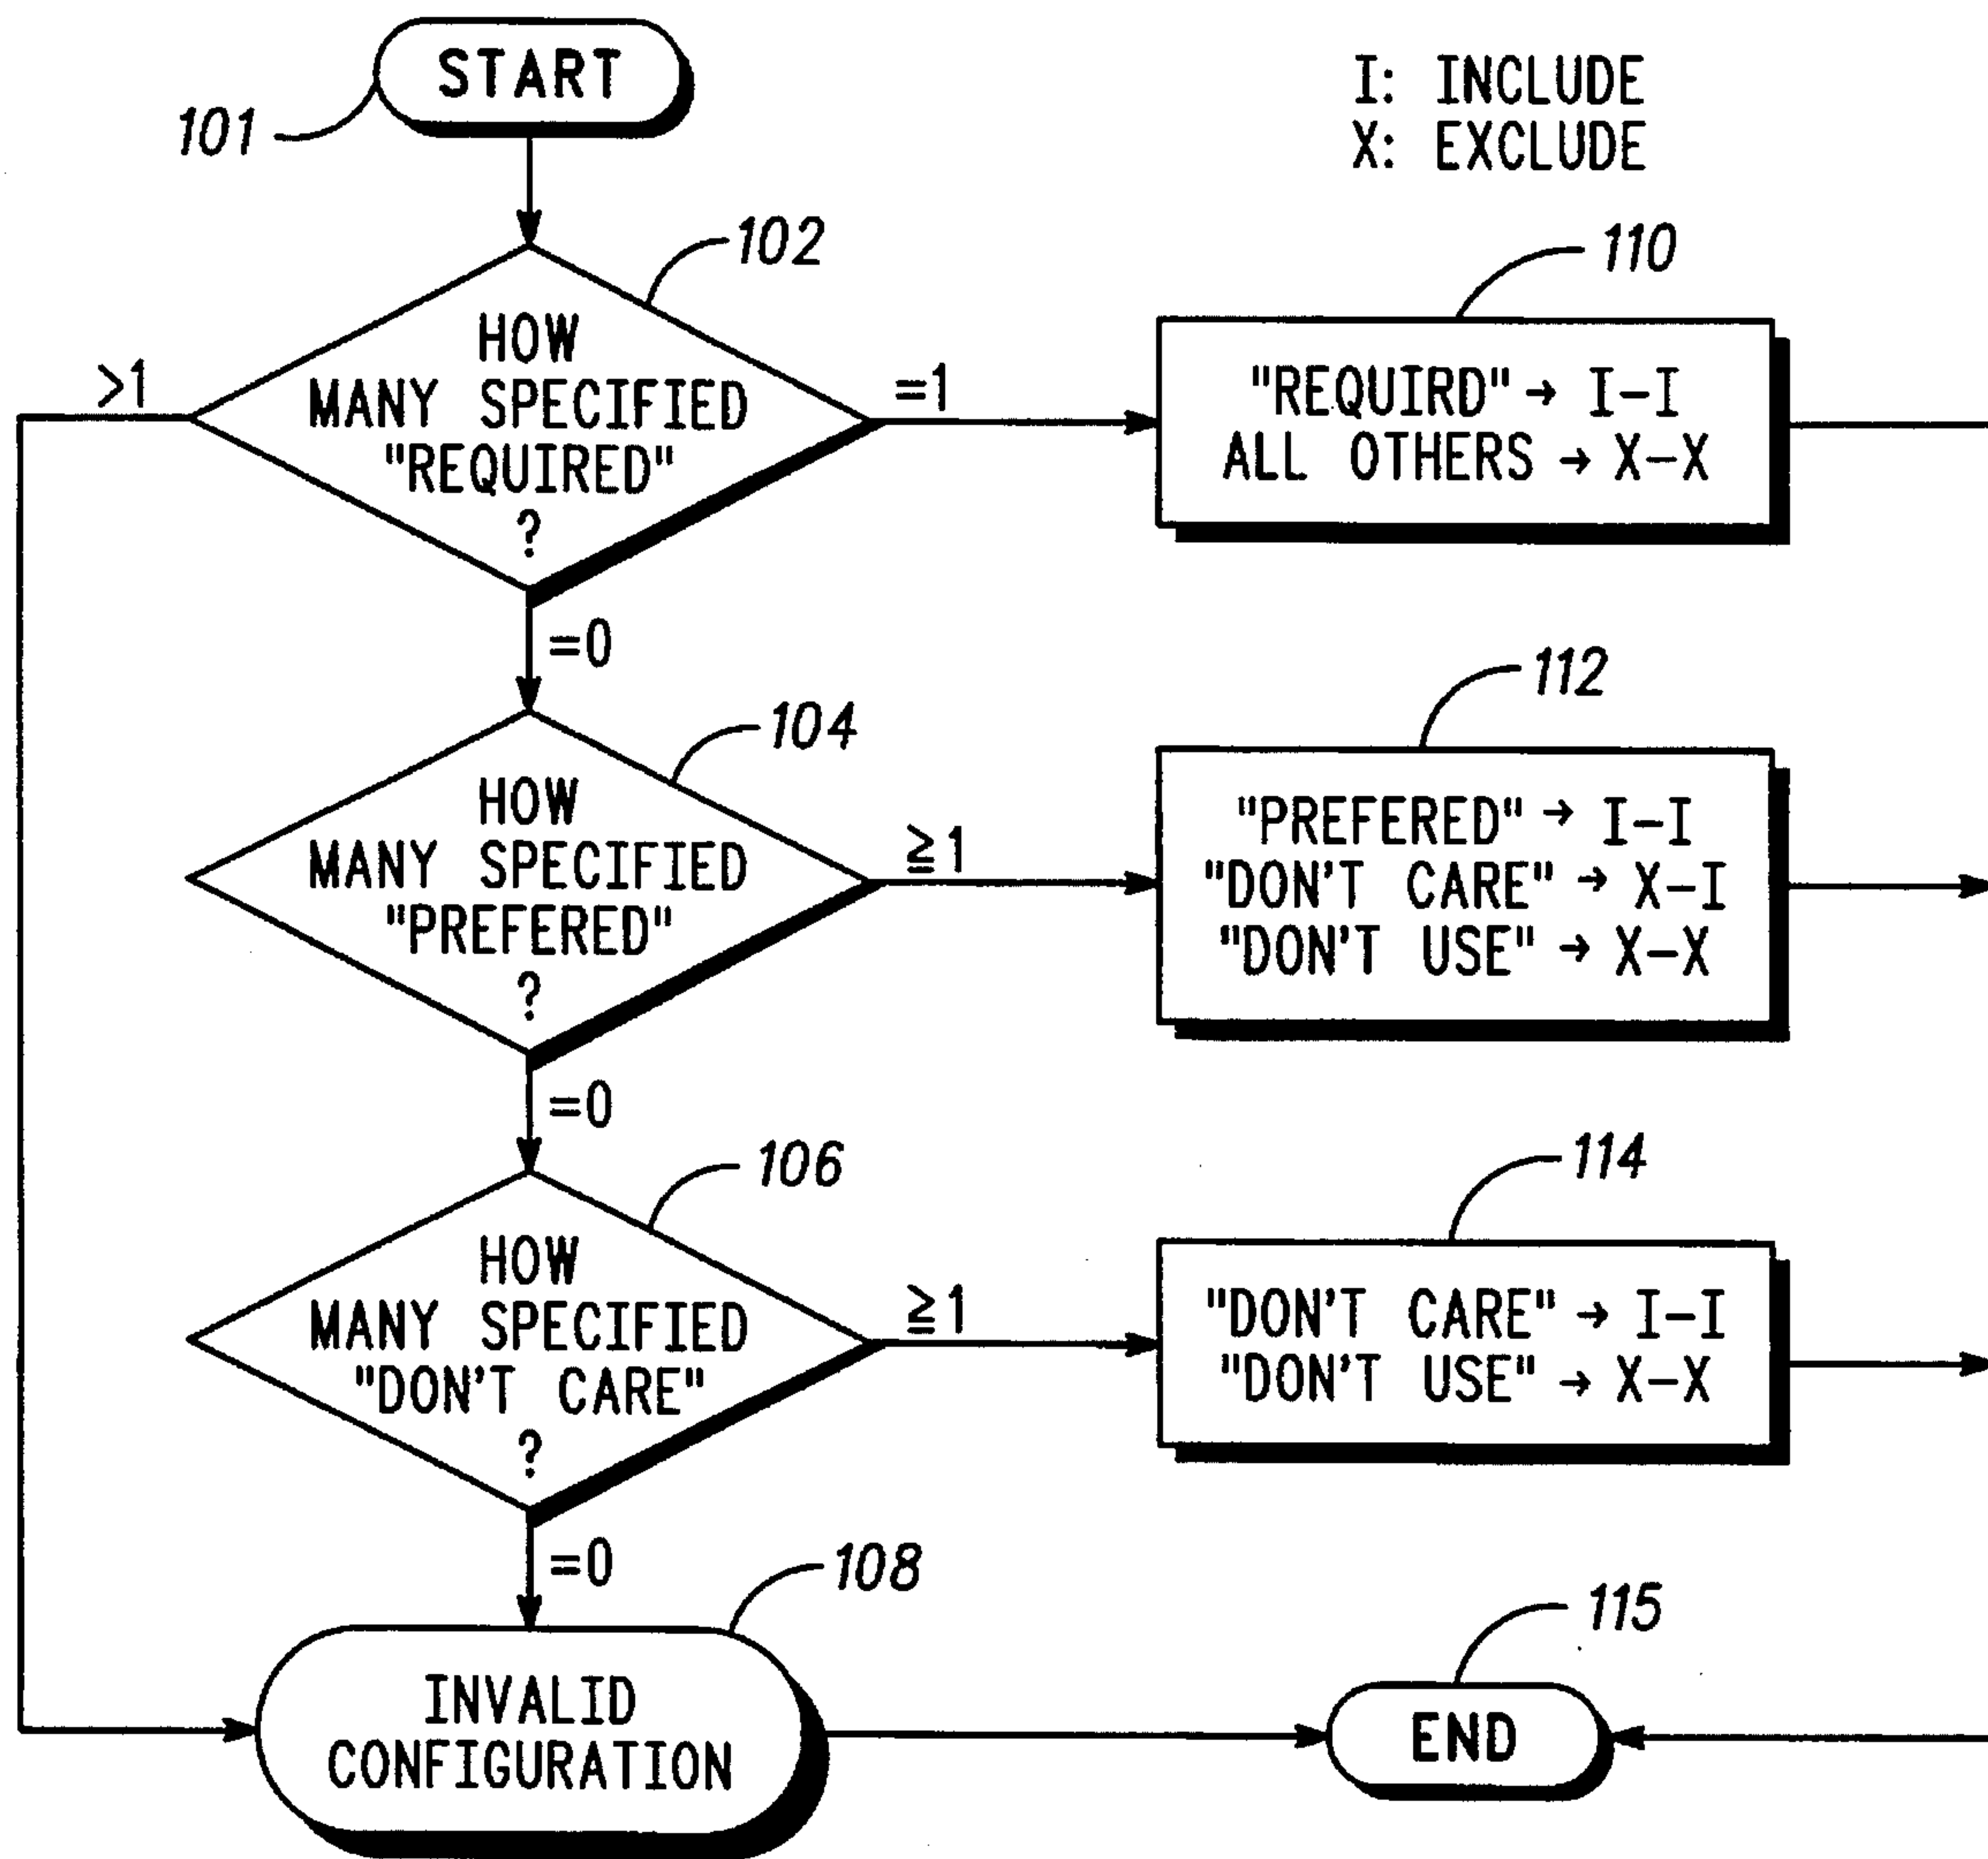 START
101
I: INCLUDE
X: EXCLUDE
102
HOW
MANY SPECIFIED
"REQUIRED"
?
>1
=1
=0
110
"REQUIRD" → I-I
ALL OTHERS → X-X
104
HOW
MANY SPECIFIED
"PREFERED"
?
≧1
=0
112
"PREFERED" → I-I
"DON'T CARE" → X-I
"DON'T USE" → X-X
106
HOW
MANY SPECIFIED
"DON'T CARE"
?
≧1
=0
114
"DON'T CARE" → I-I
"DON'T USE" → X-X
108
INVALID
CONFIGURATION
115
END